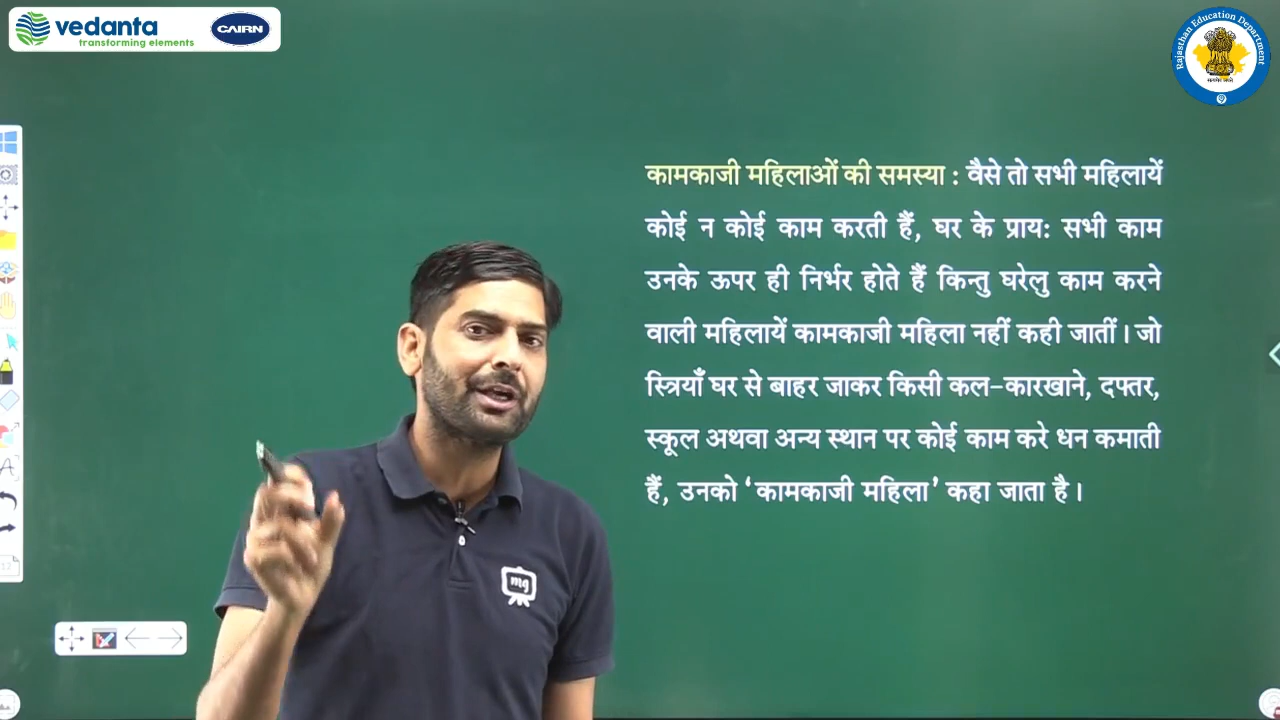 vedanta
transforming elements
CAIRN
Rajasthan Education Department
कामकाजी महिलाओं की समस्या : वैसे तो सभी महिलायें
कोई न कोई काम करती हैं, घर के प्राय: सभी काम
उनके ऊपर ही निर्भर होते हैं किन्तु घरेलु काम करने
वाली महिलायें कामकाजी महिला नहीं कही जातीं । जो
स्त्रियाँ घर से बाहर जाकर किसी कल-कारखाने, दफ्तर,
स्कूल अथवा अन्य स्थान पर कोई काम करे धन कमाती
हैं, उनको ‘कामकाजी महिला’ कहा जाता है ।
mg
12